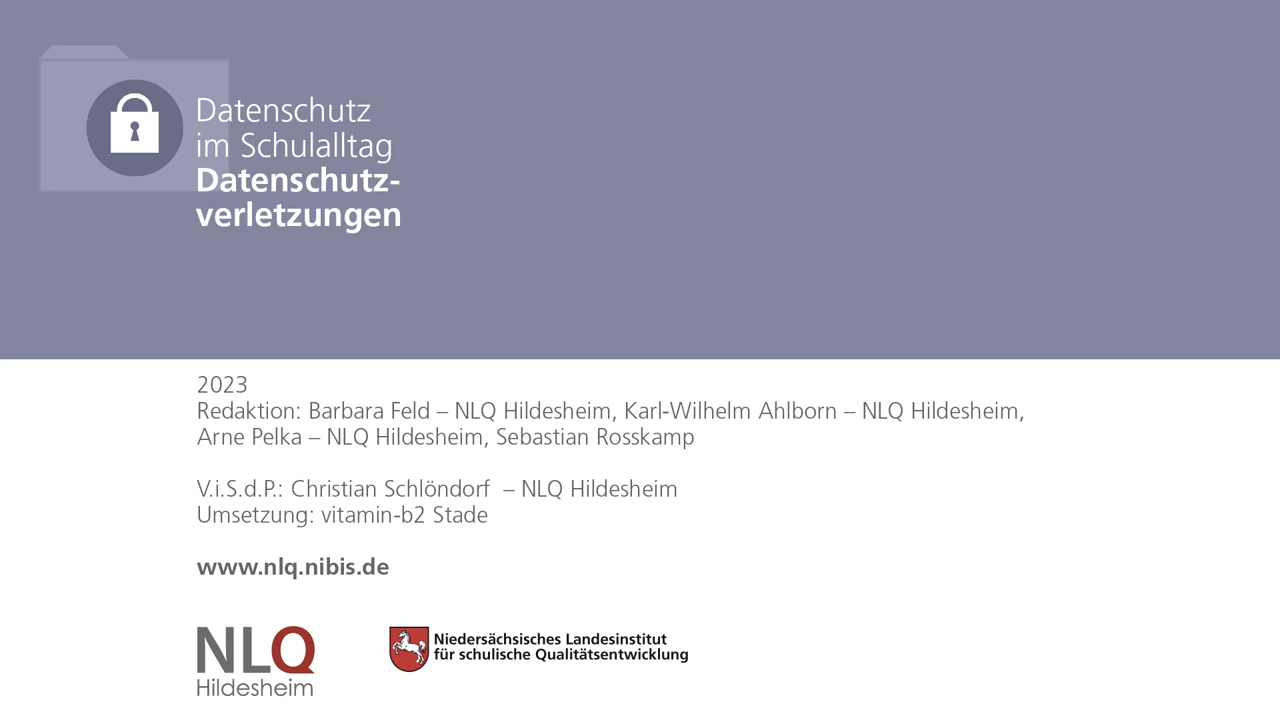 Datenschutz
im Schulalltag
Datenschutz-
verletzungen
2023
Redaktion: Barbara Feld – NLQ Hildesheim, Karl-Wilhelm Ahlborn – NLQ Hildesheim,
Arne Pelka – NLQ Hildesheim, Sebastian Rosskamp
V.i.S.d.P.: Christian Schlöndorf – NLQ Hildesheim
Umsetzung: vitamin-b2 Stade
www.nlq.nibis.de
NLQ
Hildesheim
Niedersächsisches Landesinstitut
für schulische Qualitätsentwicklung